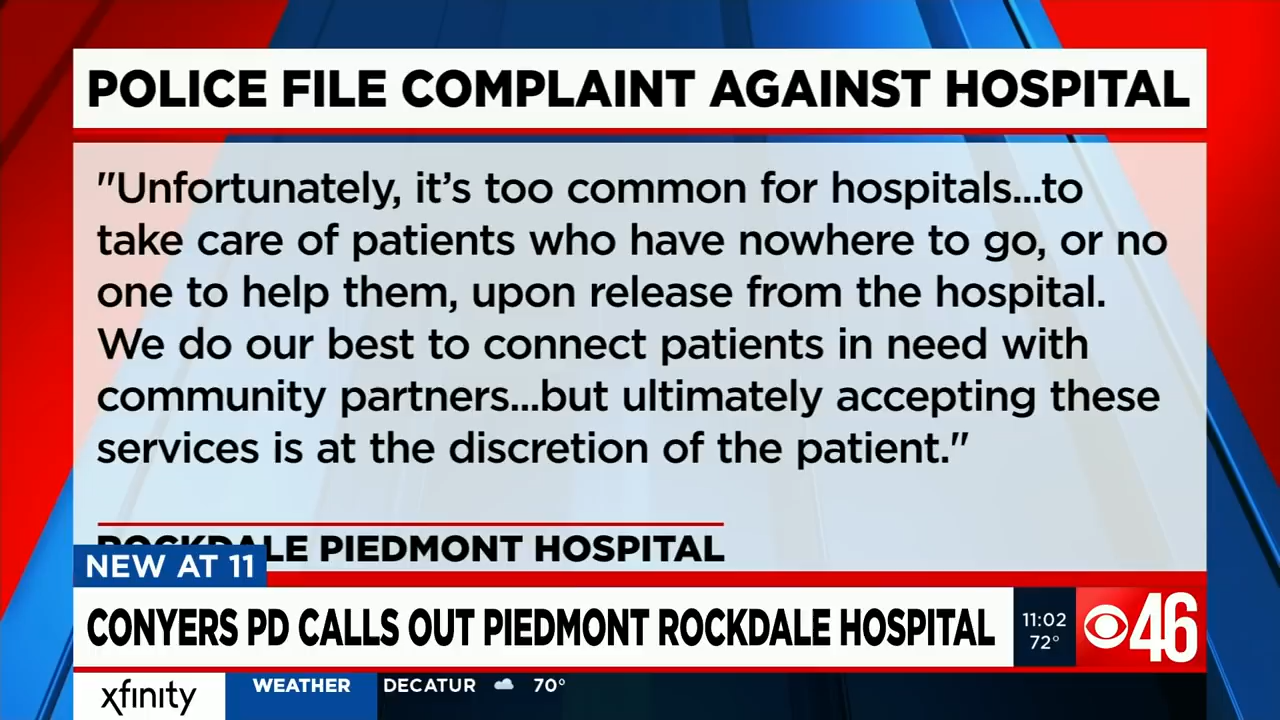 POLICE FILE COMPLAINT AGAINST HOSPITAL
"Unfortunately, it’s too common for hospitals...to
take care of patients who have nowhere to go, or no
one to help them, upon release from the hospital.
We do our best to connect patients in need with
community partners...but ultimately accepting these
services is at the discretion of the patient."
ROCKDALE PIEDMONT HOSPITAL
NEW AT 11
CONYERS PD CALLS OUT PIEDMONT ROCKDALE HOSPITAL
11:02
72°
46
xfinity
WEATHER DECATUR 70°